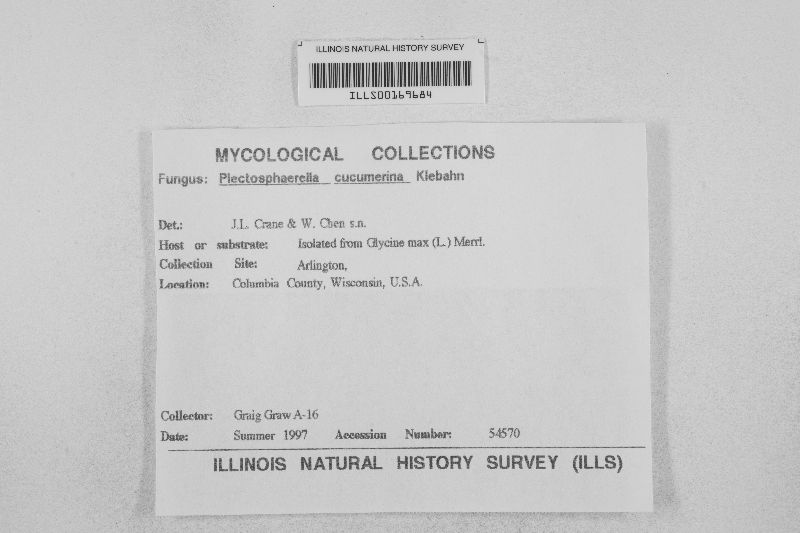 ILLINOIS NATURAL HISTORY SURVEY
ILLS00169684
MYCOLOGICAL COLLECTIONS
Fungus: Plectosphaerella cucumerina Klebahn
Det.: J.L. Crane & W. Chen s.n.
Host or substrate: Isolated from Glycine max (L.) Merrl.
Collection Site: Arlington,
Location: Columbia County, Wisconsin, U.S.A.
Collector: Graig Graw A-16
Date: Summer 1997 Accession Number: 54570
ILLINOIS NATURAL HISTORY SURVEY (ILLS)